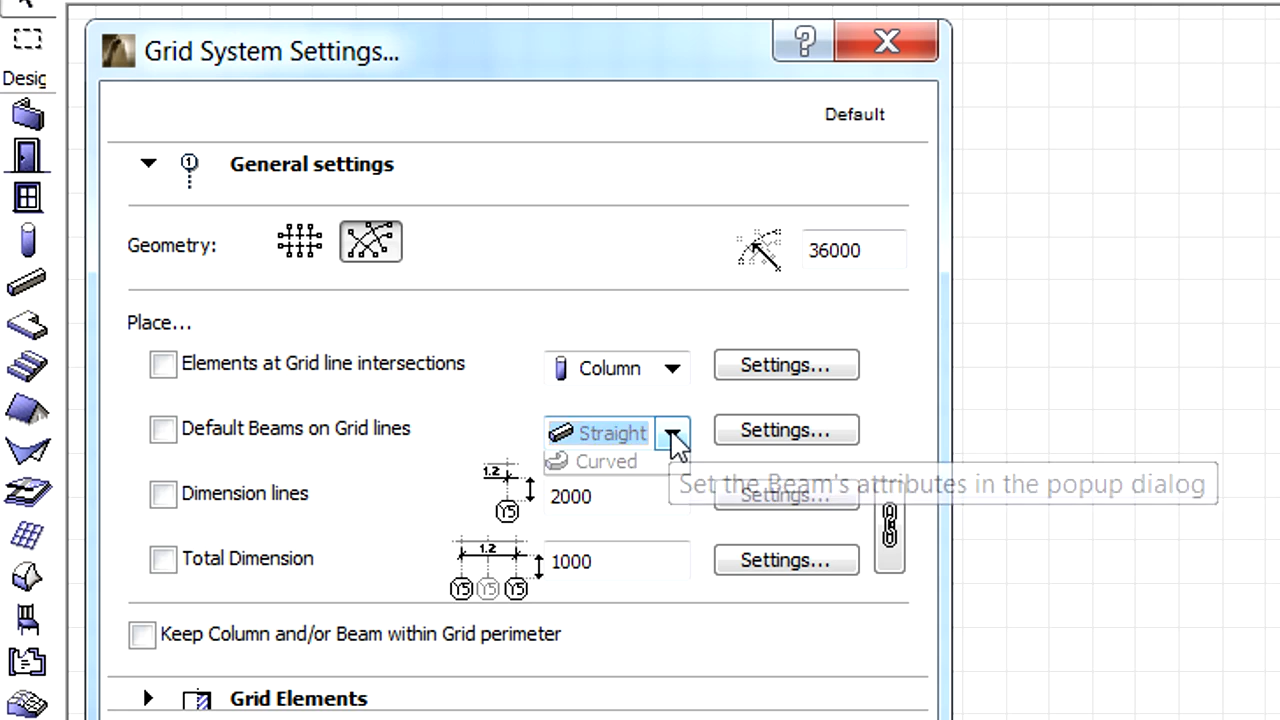 Grid System Settings...
Desig
Default
General settings
Geometry:
36000
Place...
Elements at Grid line intersections
Column
Settings...
Default Beams on Grid lines
Straight
Settings...
Curved
Set the Beam's attributes in the popup dialog
Dimension lines
1.2
Y5
2000
Settings...
Total Dimension
1.2
Y5 Y5 Y5
1000
Settings...
Keep Column and/or Beam within Grid perimeter
Grid Elements